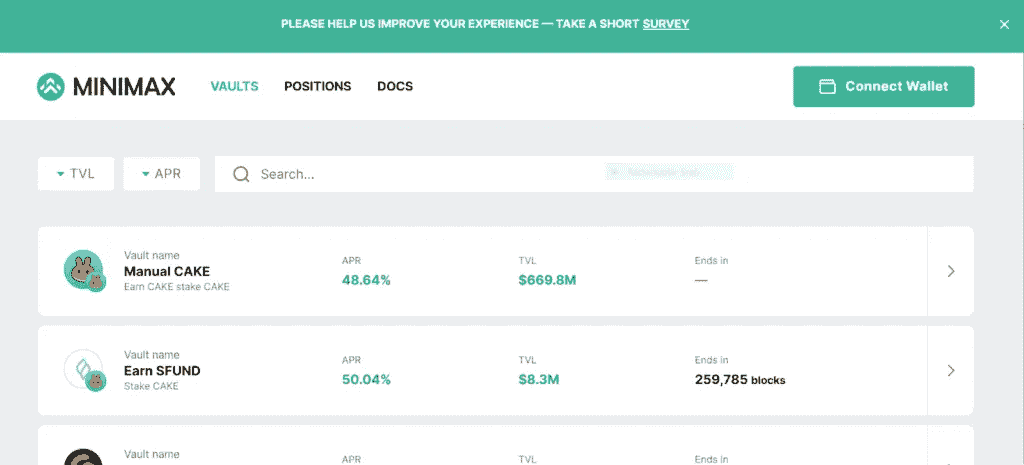 PLEASE HELP US IMPROVE YOUR EXPERIENCE — TAKE A SHORT SURVEY
MINIMAX
VAULTS
POSITIONS
DOCS
Connect Wallet
TVL
APR
Search...
Vault name
Manual CAKE
Earn CAKE stake CAKE
APR
48.64%
TVL
$669.8M
Ends in
—
Vault name
Earn SFUND
Stake CAKE
APR
50.04%
TVL
$8.3M
Ends in
259,785 blocks
Vault name
APR
TVL
Ends in